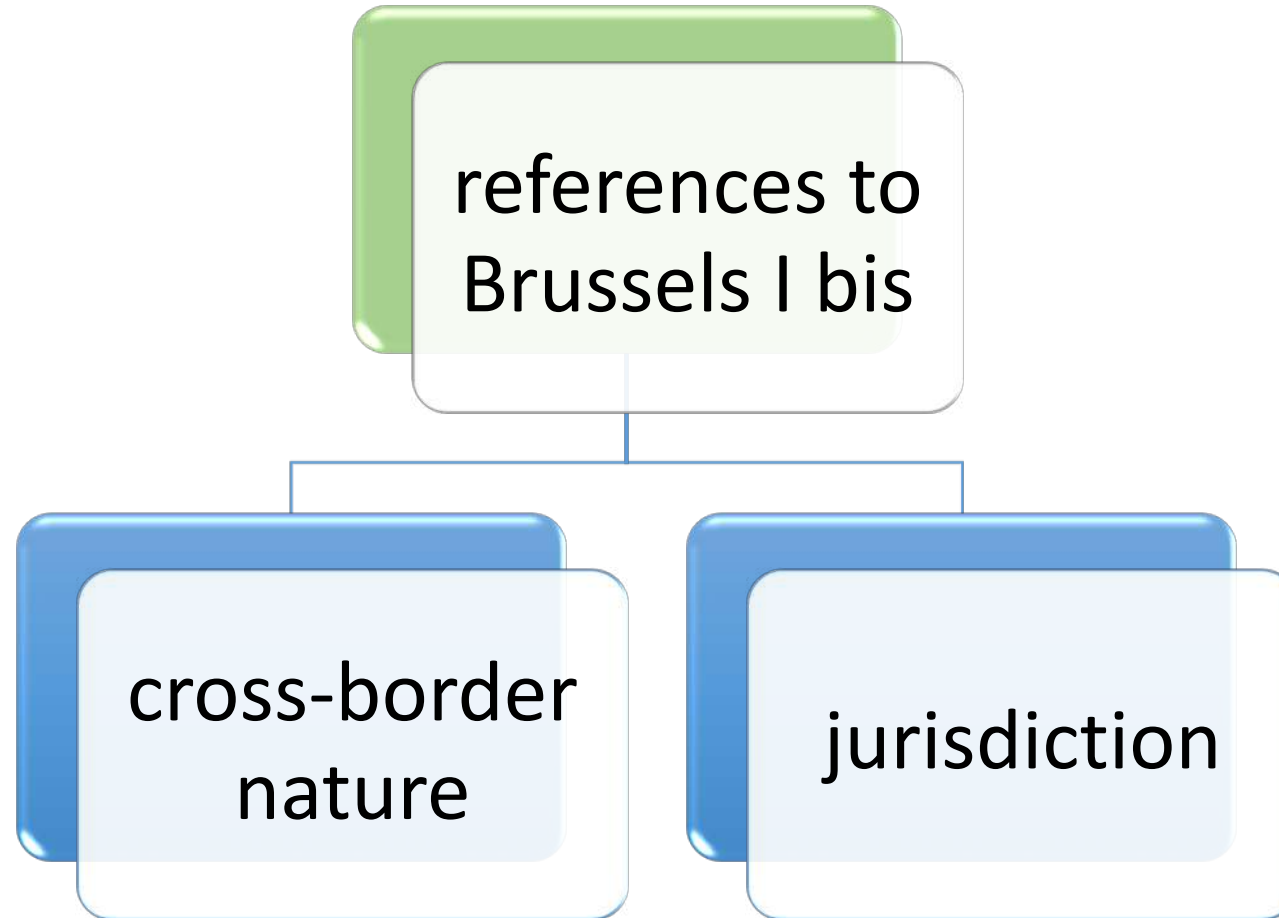 references to
Brussels I bis
cross-border
nature
jurisdiction